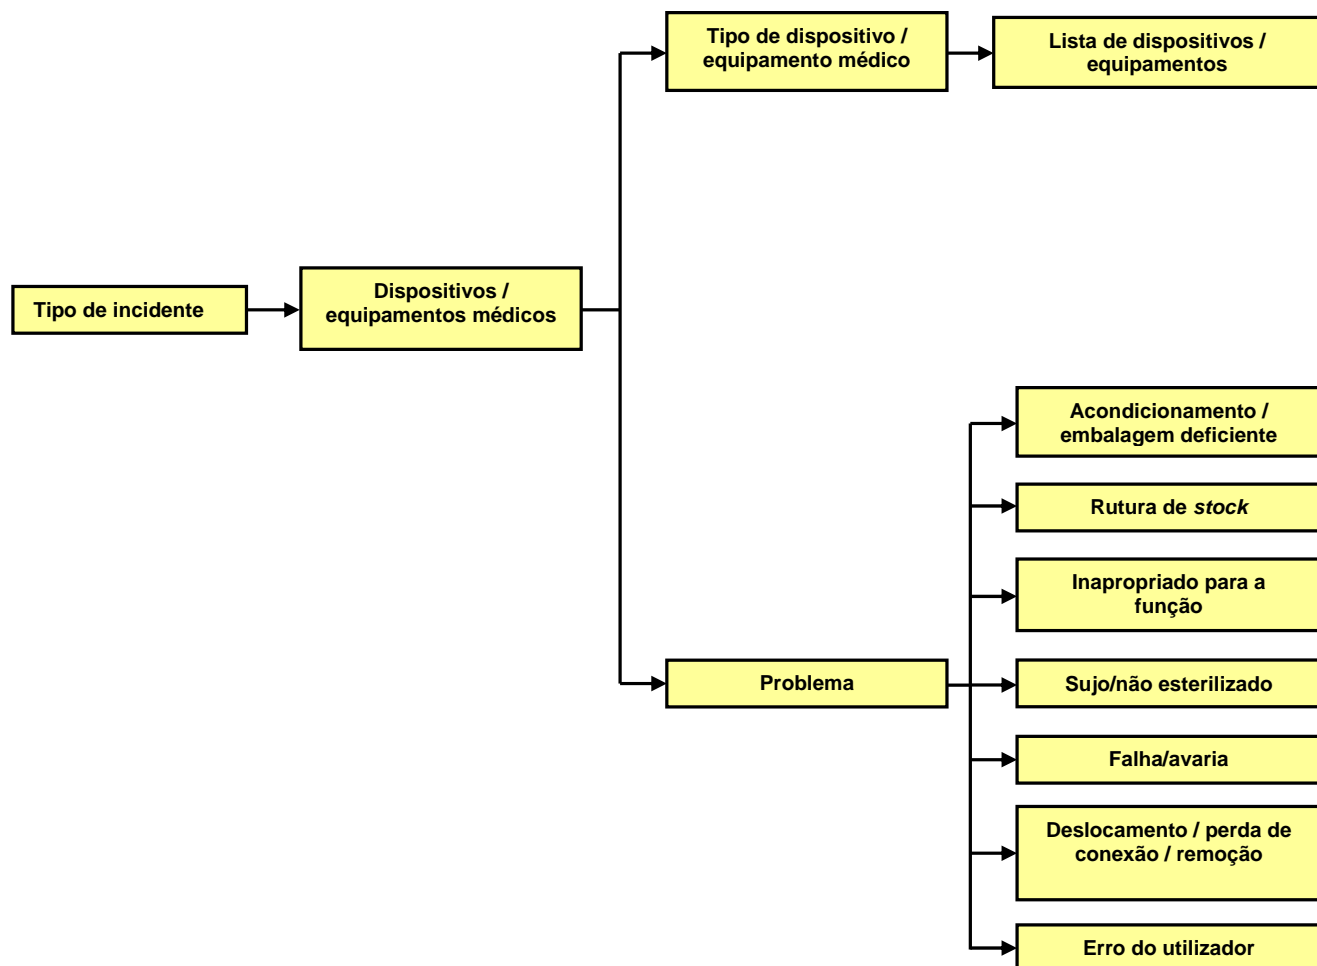 Tipo de dispositivo /
equipamento médico
Lista de dispositivos /
equipamentos
Tipo de incidente
Dispositivos /
equipamentos médicos
Acondicionamento /
embalagem deficiente
Rutura de stock
Inapropriado para a
função
Problema
Sujo/não esterilizado
Falha/avaria
Deslocamento / perda de
conexão / remoção
Erro do utilizador